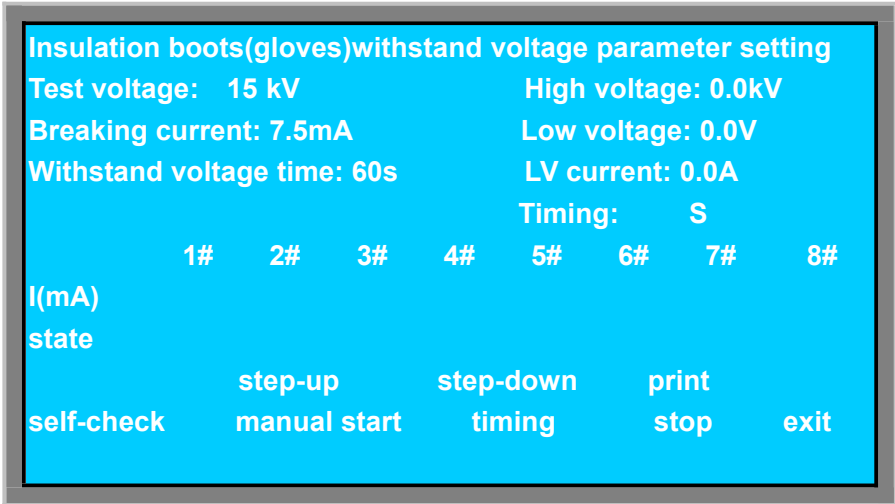 Insulation boots(gloves)withstand voltage parameter setting
Test voltage: 15 kV High voltage: 0.0kV
Breaking current: 7.5mA Low voltage: 0.0V
Withstand voltage time: 60s LV current: 0.0A
Timing: S
1# 2# 3# 4# 5# 6# 7# 8#
I(mA)
state
step-up step-down print
self-check manual start timing stop exit